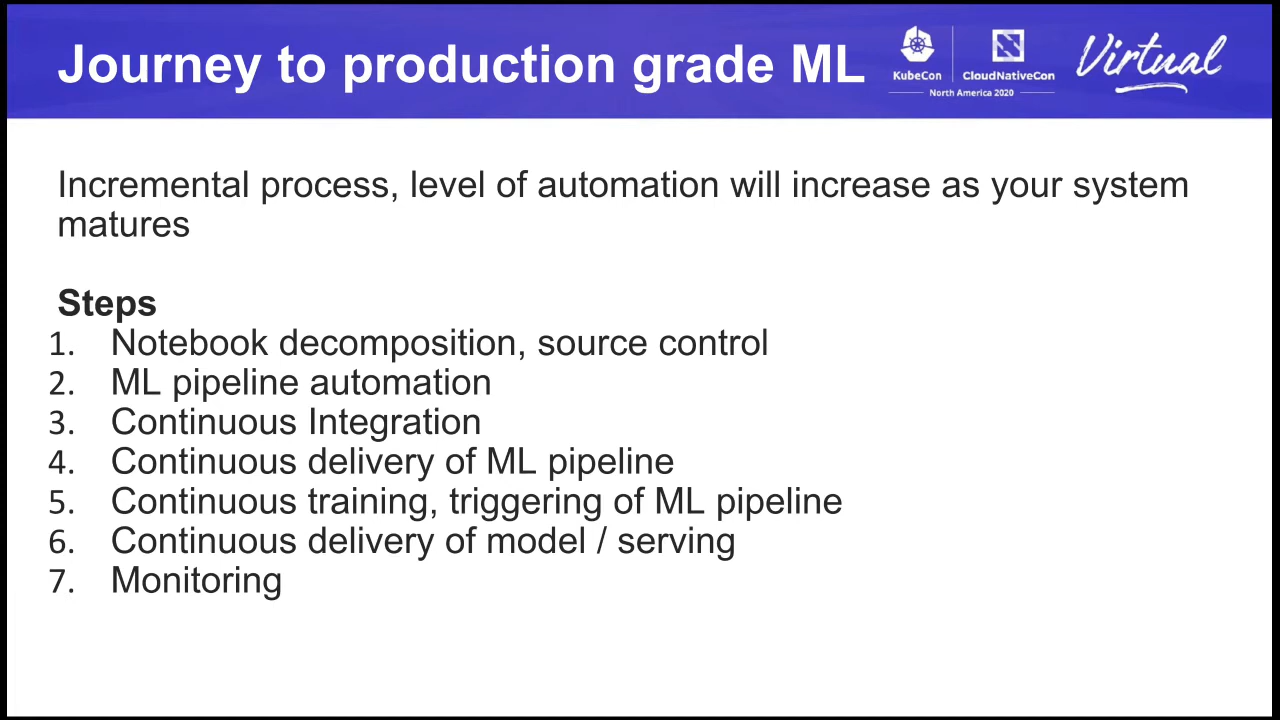 Journey to production grade ML
KubeCon
CloudNativeCon
North America 2020
Virtual
Incremental process, level of automation will increase as your system
matures
Steps
1. Notebook decomposition, source control
2. ML pipeline automation
3. Continuous Integration
4. Continuous delivery of ML pipeline
5. Continuous training, triggering of ML pipeline
6. Continuous delivery of model / serving
7. Monitoring